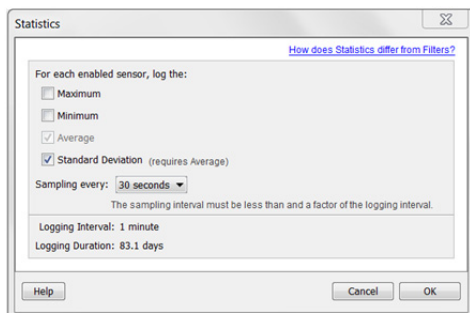 Statistics
How does Statistics differ from Filters?
For each enabled sensor, log the:
Maximum
Minimum
Average
Standard Deviation (requires Average)
Sampling every: 30 seconds
The sampling interval must be less than and a factor of the logging interval.
Logging Interval: 1 minute
Logging Duration: 83.1 days
Help Cancel OK